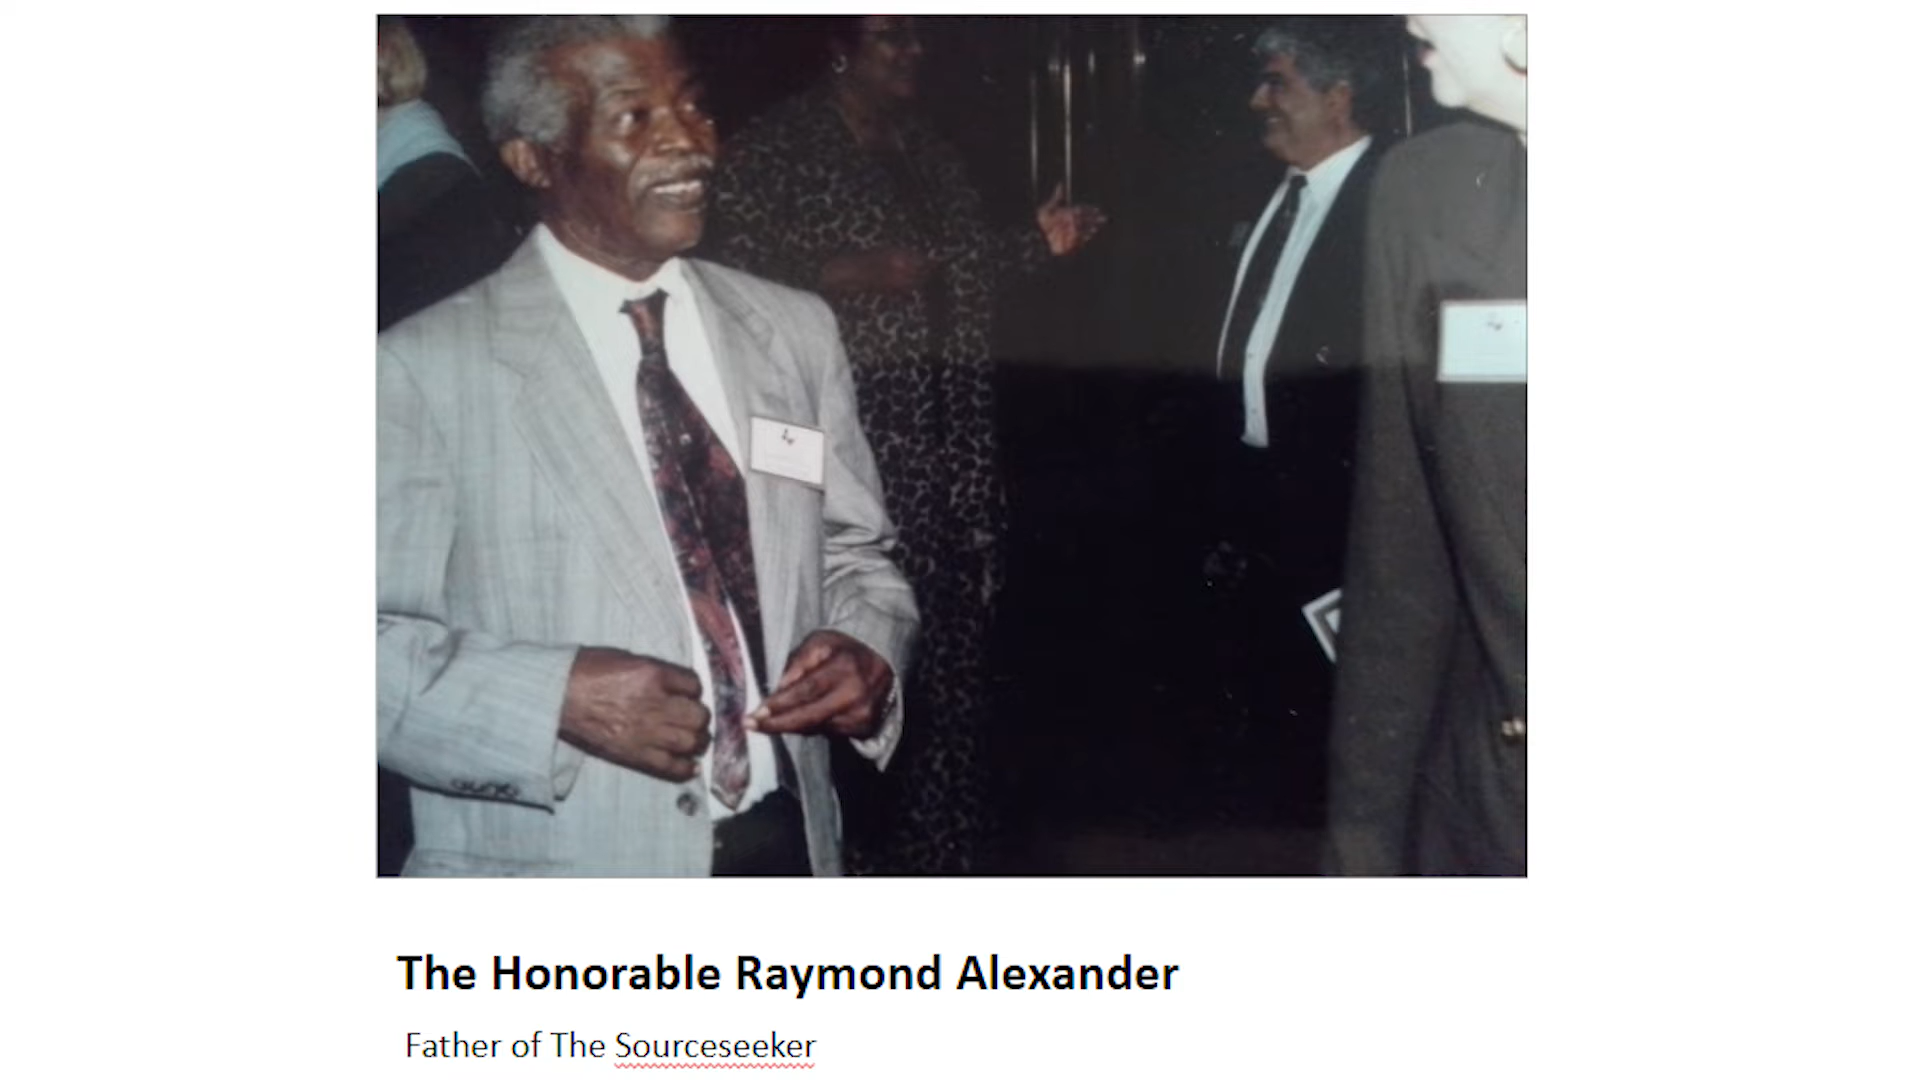 The Honorable Raymond Alexander
Father of The Sourceseeker